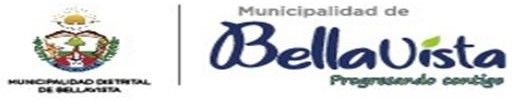 MUNICIPALIDAD DISTRITAL
DE BELLAVISTA
Municipalidad de
BellaVista
Progresando contigo